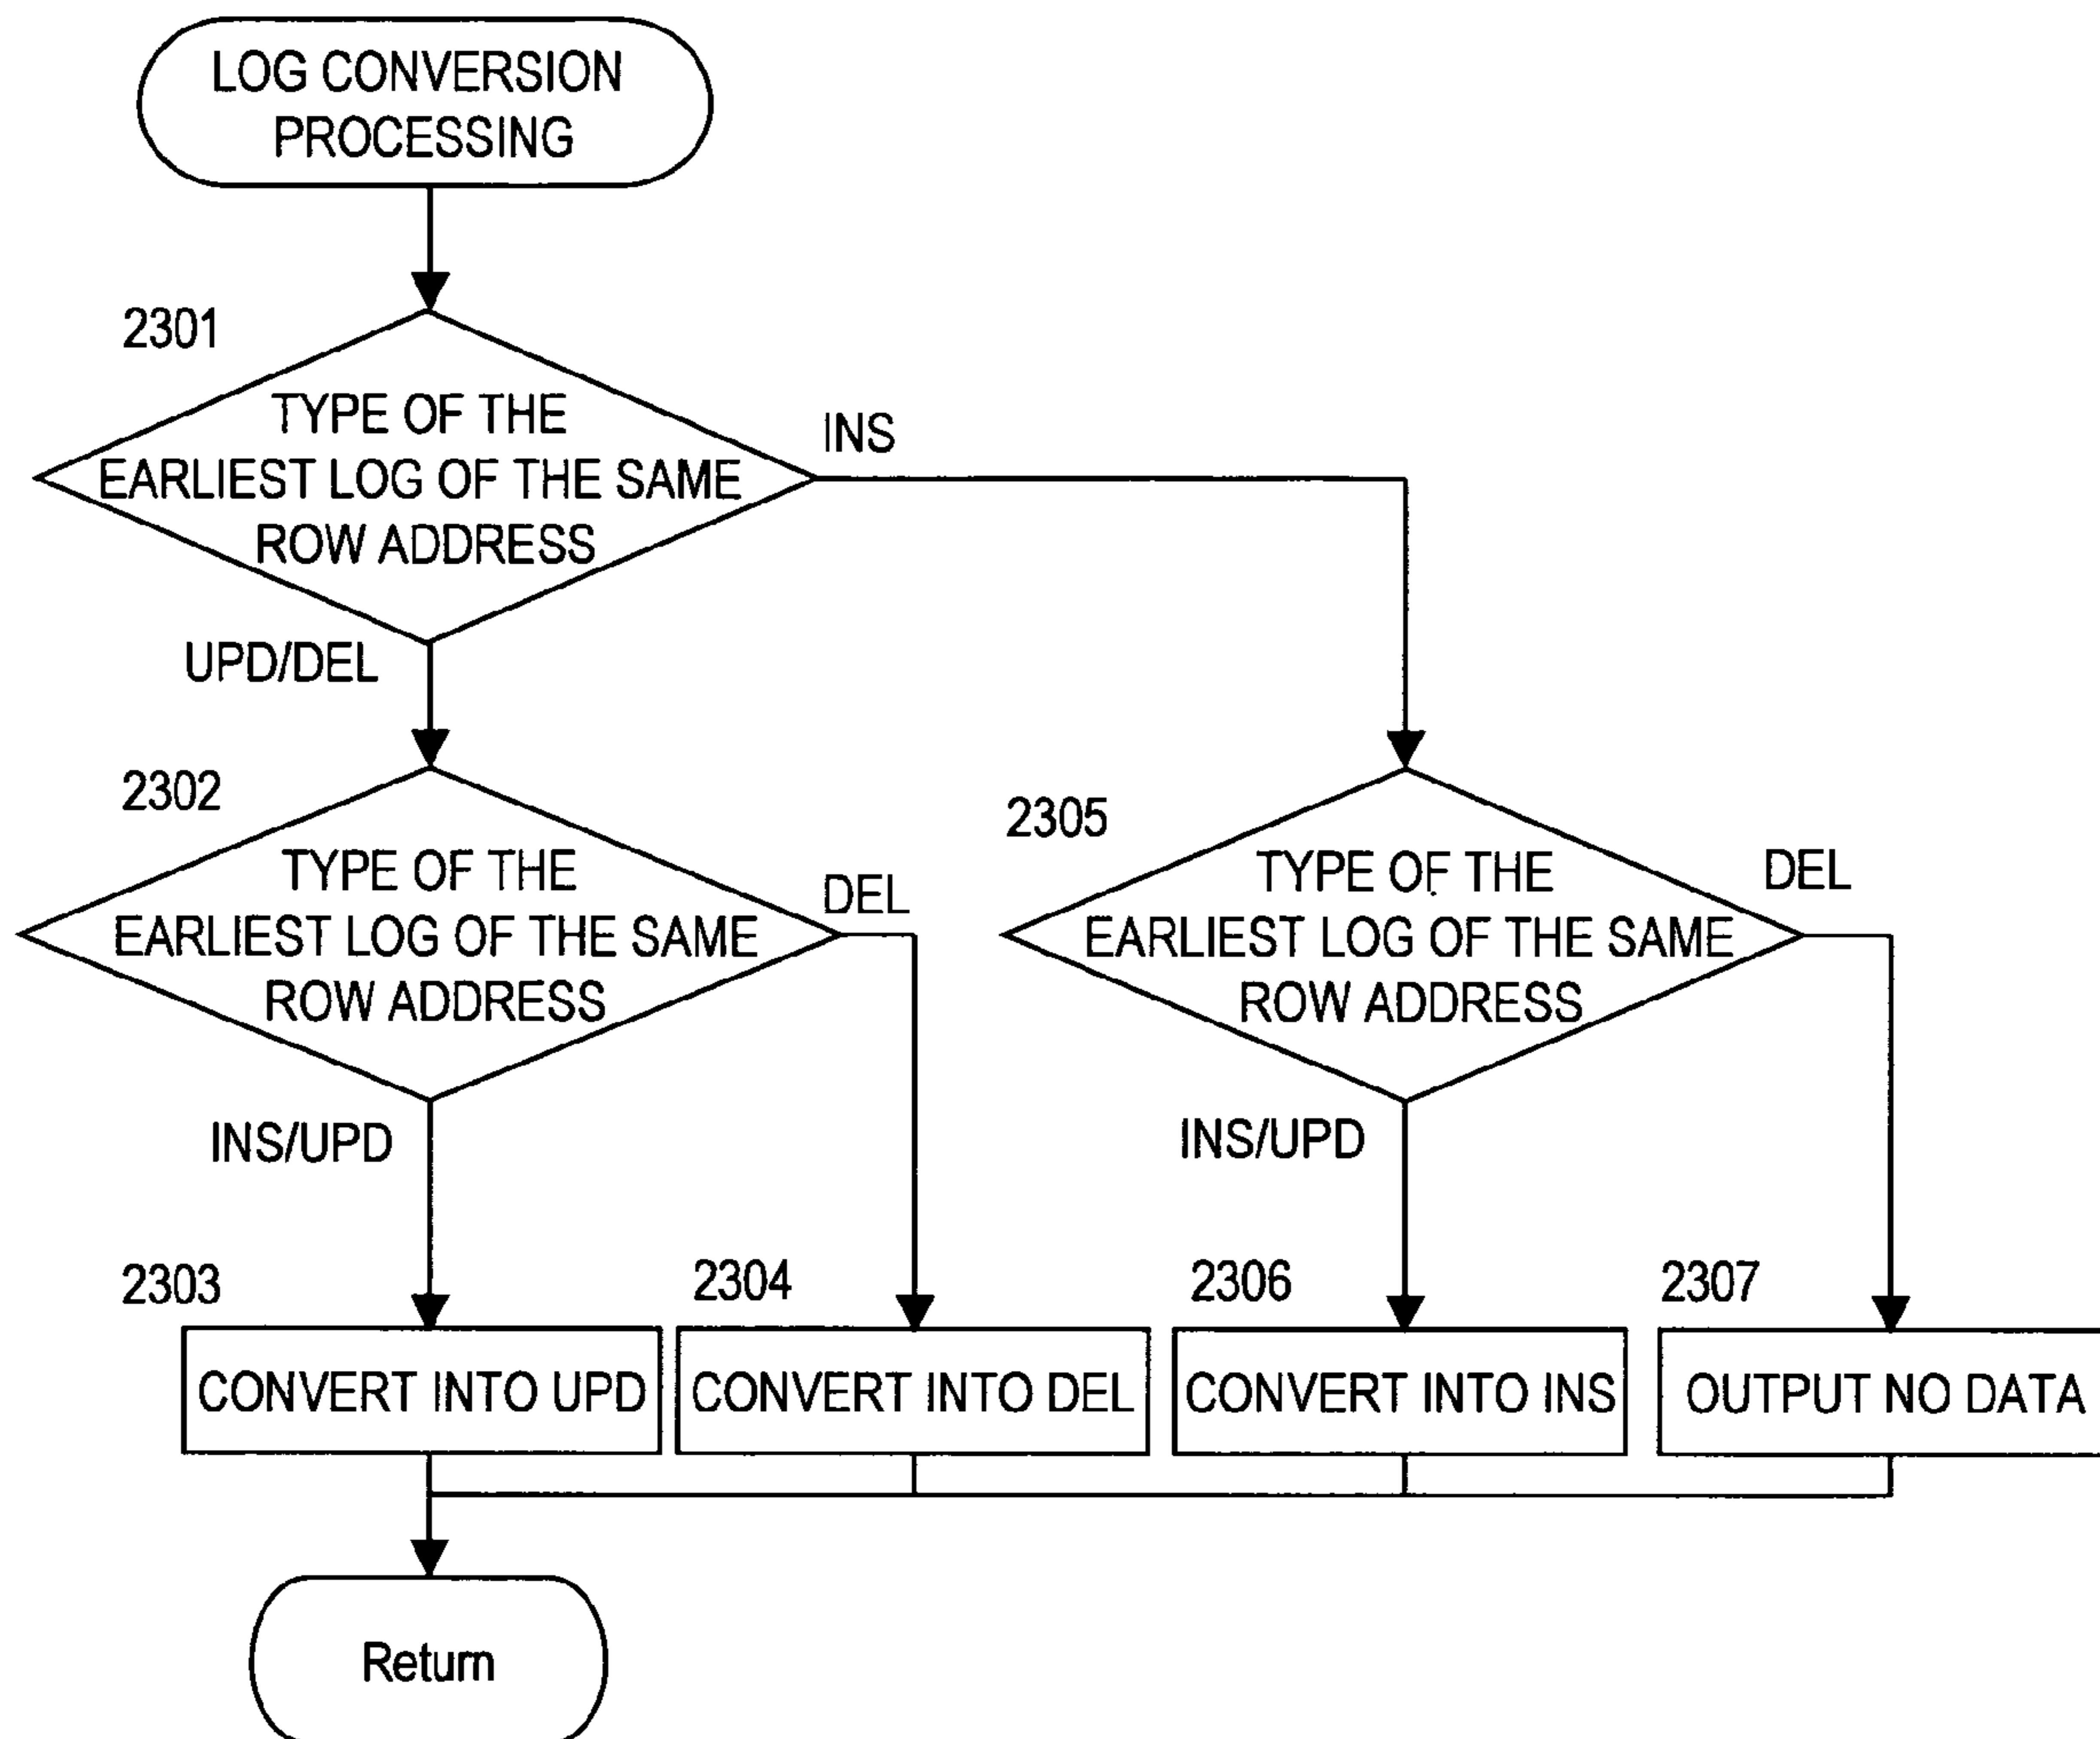 LOG CONVERSION
PROCESSING
2301
TYPE OF THE
EARLIEST LOG OF THE SAME
ROW ADDRESS
INS
UPD/DEL
2302
TYPE OF THE
EARLIEST LOG OF THE SAME
ROW ADDRESS
DEL
INS/UPD
2305
TYPE OF THE
EARLIEST LOG OF THE SAME
ROW ADDRESS
DEL
INS/UPD
2303
CONVERT INTO UPD
2304
CONVERT INTO DEL
2306
CONVERT INTO INS
2307
OUTPUT NO DATA
Return